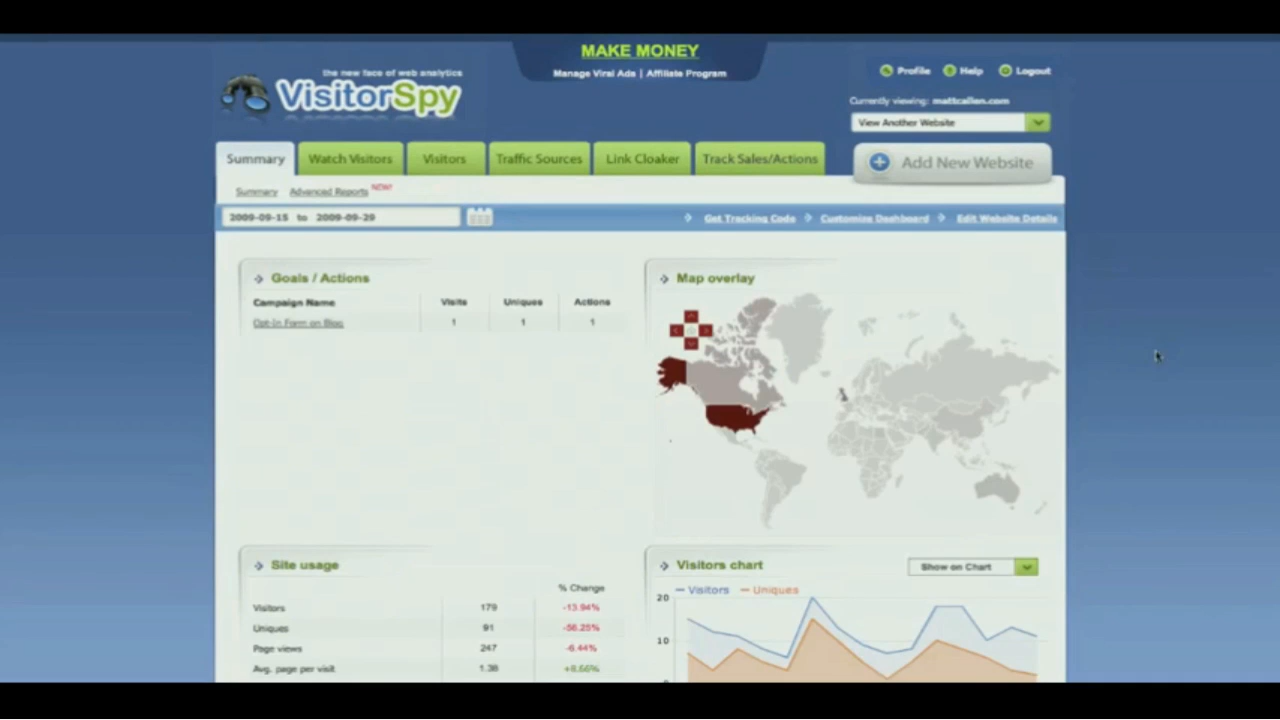 MAKE MONEY
Manage Viral Ads | Affiliate Program
the new face of web analytics
VisitorSpy
Profile
Help
Logout
Currently viewing: mattcallen.com
View Another Website
Add New Website
Summary
Watch Visitors
Visitors
Traffic Sources
Link Cloaker
Track Sales/Actions
Summary
Advanced Reports
NEW!
2009-09-15 to 2009-09-29
Get Tracking Code
Customize Dashboard
Edit Website Details
Goals / Actions
Campaign Name Visits Uniques Actions
Opt-In Form on Blog 1 1 1
Map overlay
Site usage
% Change
Visitors 179 -13.94%
Uniques 91 -56.25%
Page views 247 -6.44%
Avg. page per visit 1.38 +8.66%
Visitors chart
Show on Chart
Visitors Uniques
20
10